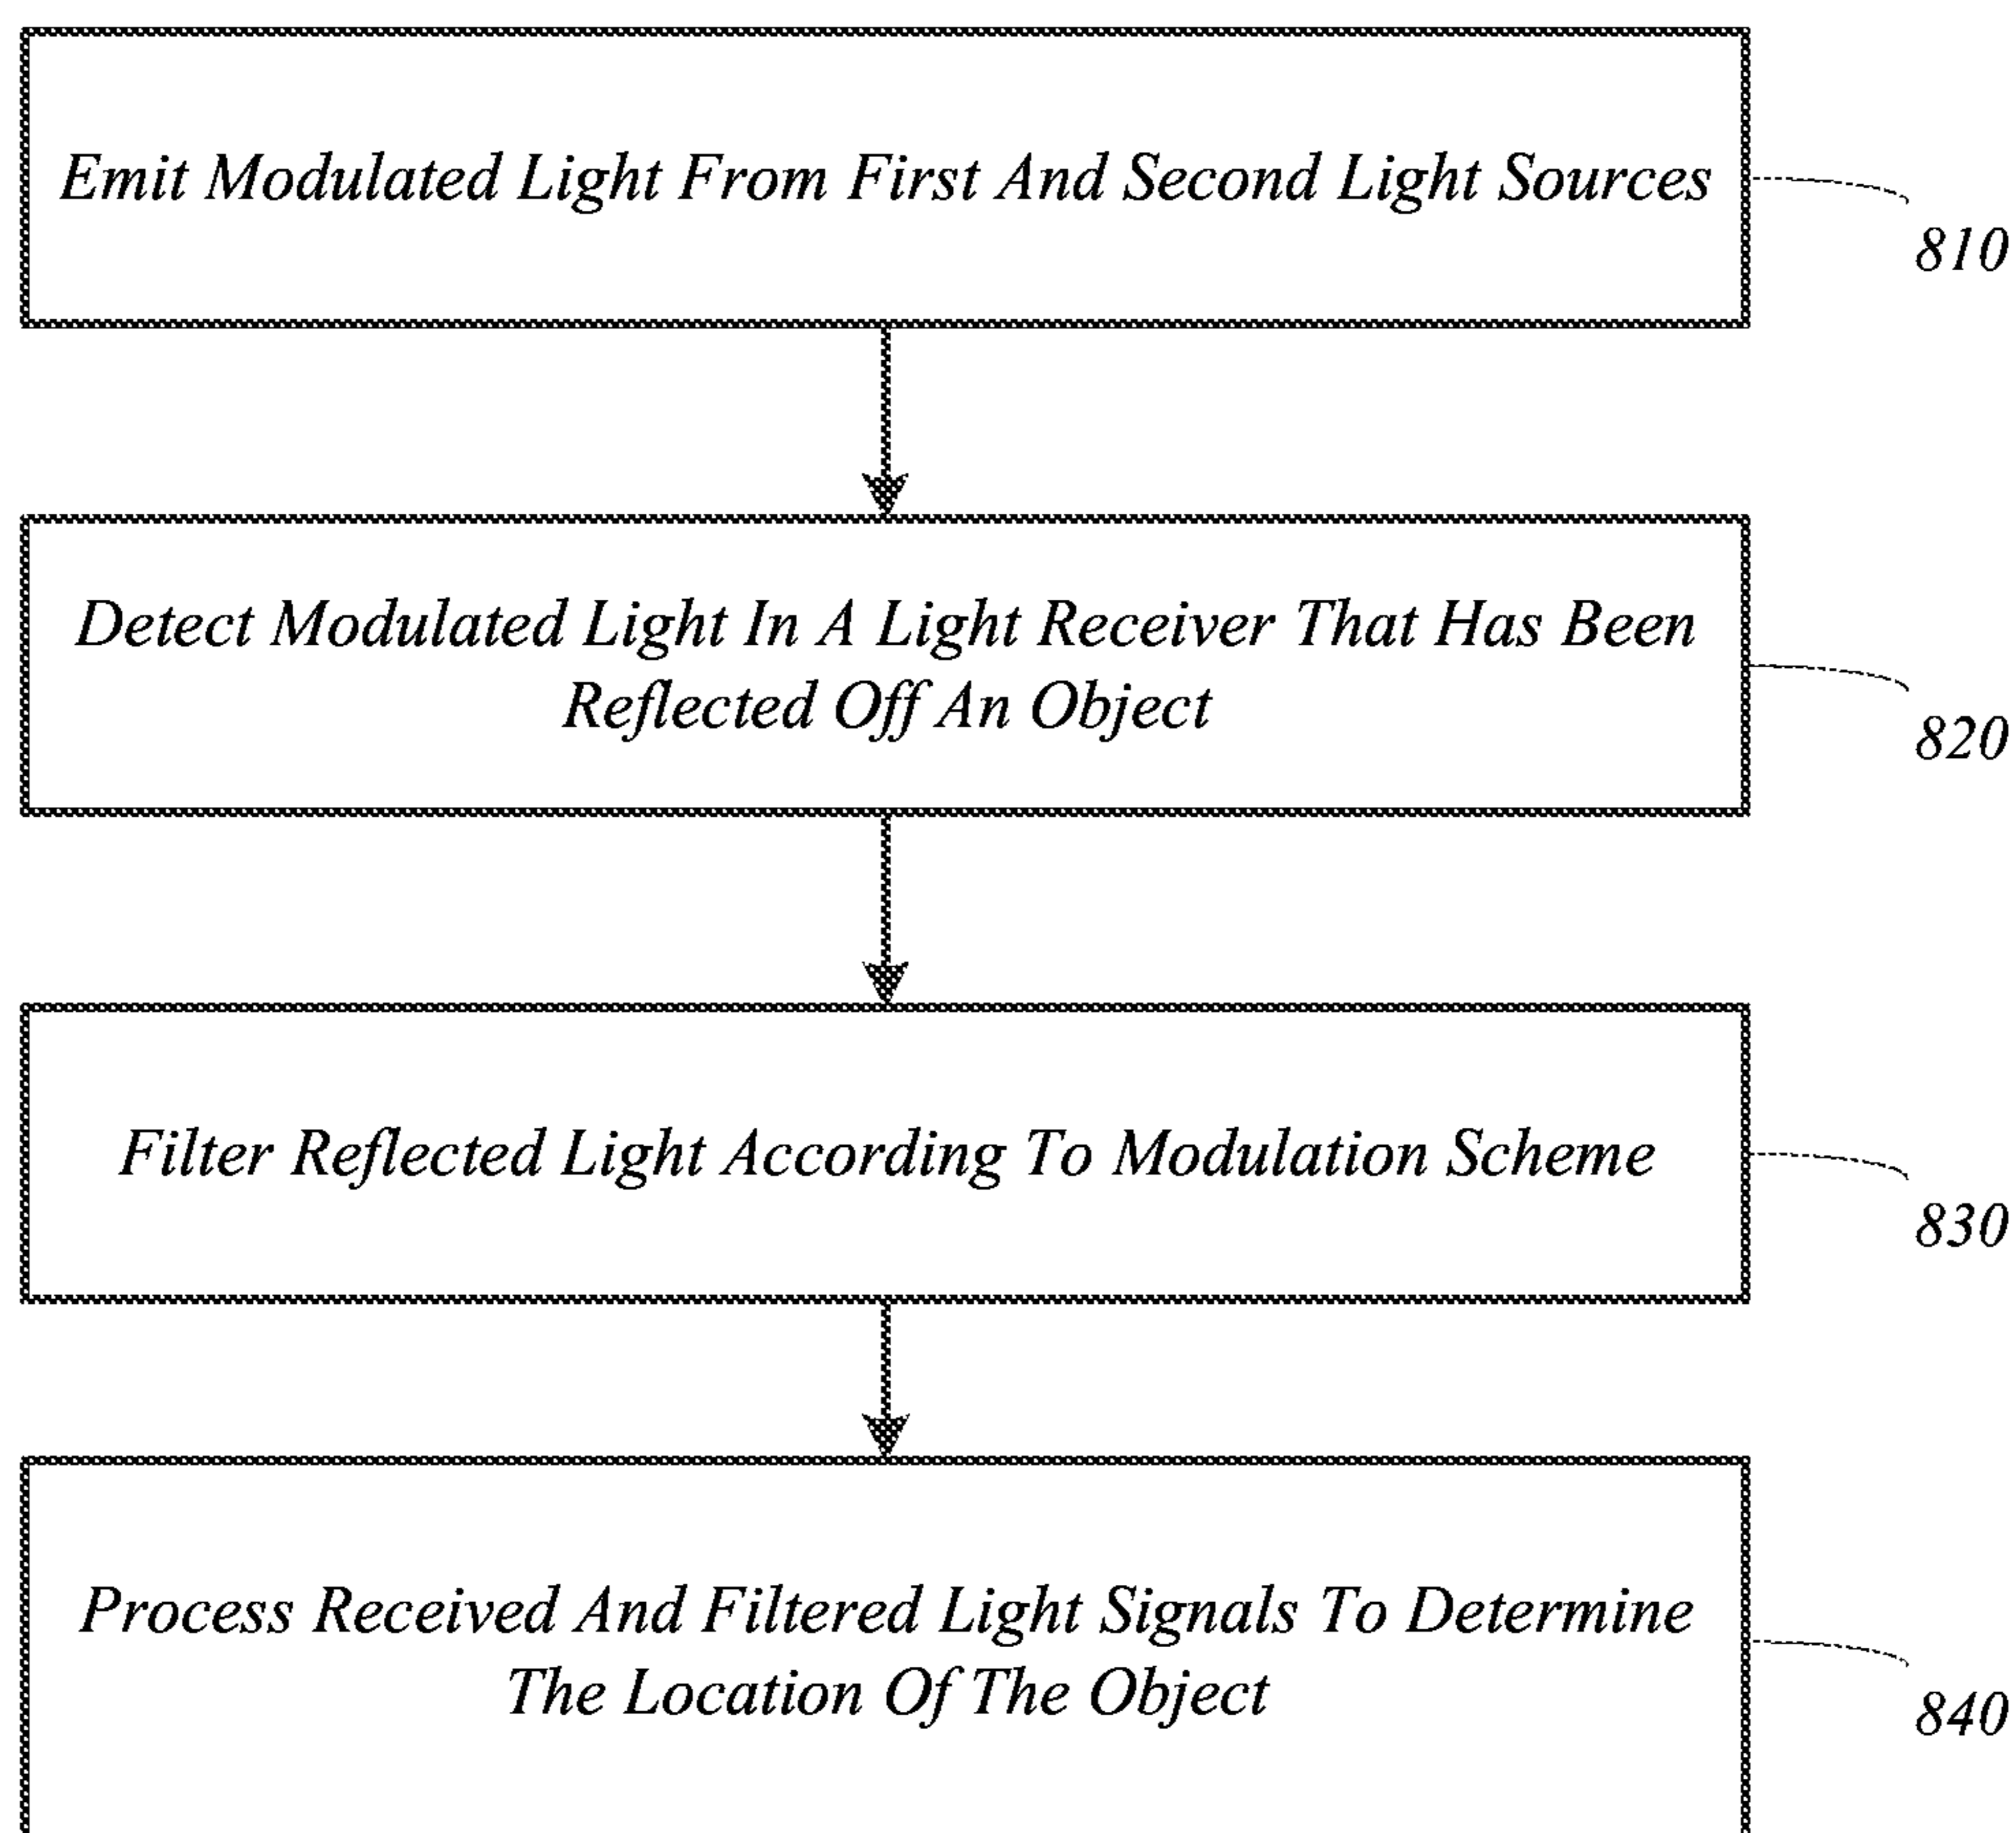 Emit Modulated Light From First And Second Light Sources
810
Detect Modulated Light In A Light Receiver That Has Been
Reflected Off An Object
820
Filter Reflected Light According To Modulation Scheme
830
Process Received And Filtered Light Signals To Determine
The Location Of The Object
840